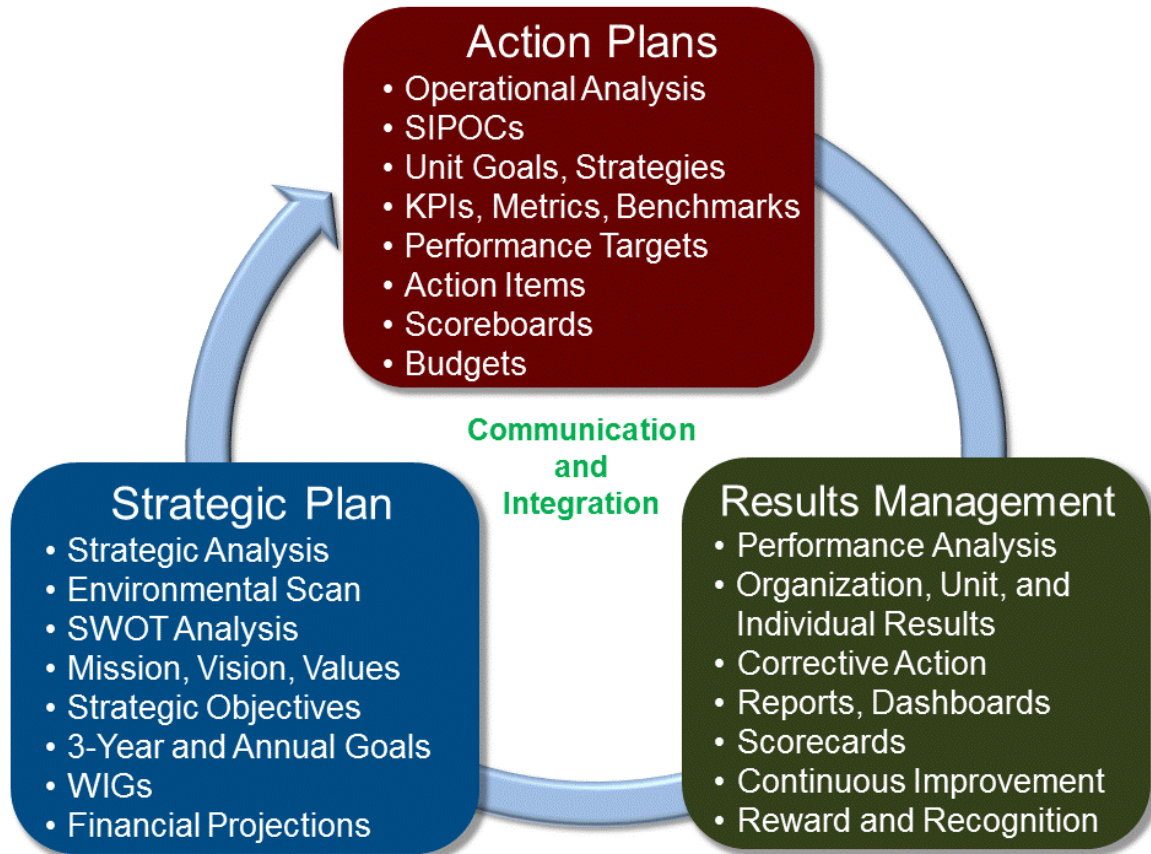 Action Plans
• Operational Analysis
• SIPOCs
• Unit Goals, Strategies
• KPIs, Metrics, Benchmarks
• Performance Targets
• Action Items
• Scoreboards
• Budgets
Communication
and
Integration
Strategic Plan
• Strategic Analysis
• Environmental Scan
• SWOT Analysis
• Mission, Vision, Values
• Strategic Objectives
• 3-Year and Annual Goals
• WIGs
• Financial Projections
Results Management
• Performance Analysis
• Organization, Unit, and
Individual Results
• Corrective Action
• Reports, Dashboards
• Scorecards
• Continuous Improvement
• Reward and Recognition